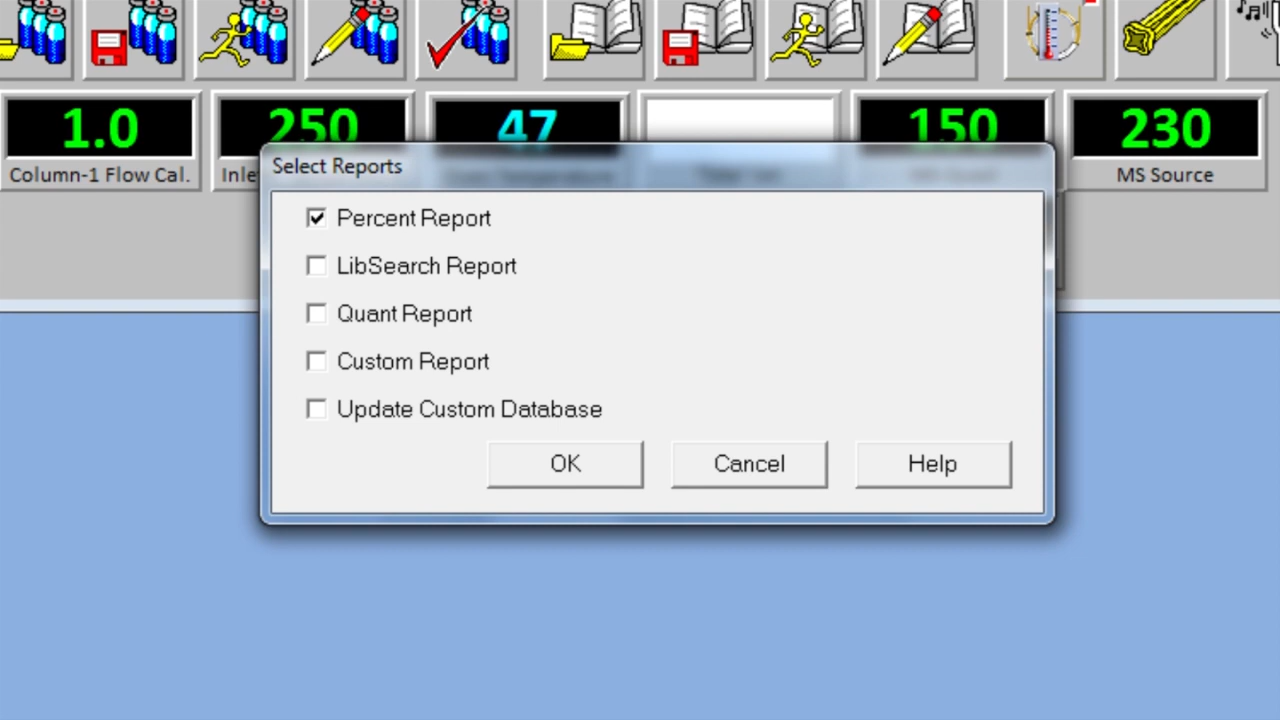 1.0
250
47
150
230
Column-1 Flow Cal.
Inle
MS Source
Select Reports
Percent Report
LibSearch Report
Quant Report
Custom Report
Update Custom Database
OK
Cancel
Help